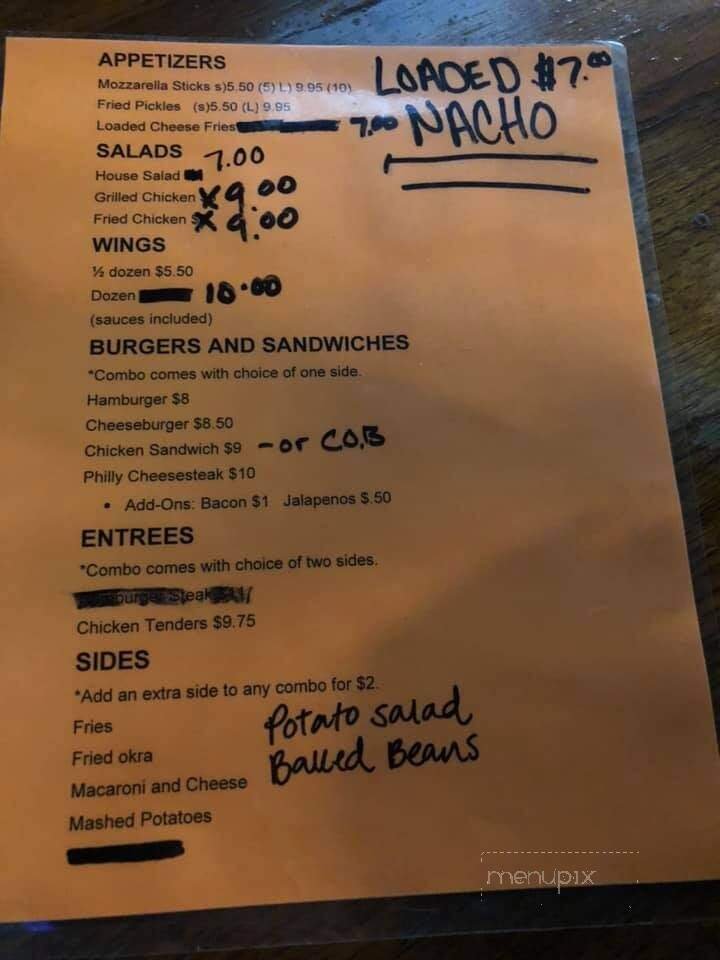 APPETIZERS
LOADED $7.00
Mozzarella Sticks s)5.50 (5) L) 9.95 (10)
Fried Pickles (s)5.50 (L) 9.95
NACHO
Loaded Cheese Fries 7.00
SALADS
House Salad 7.00
Grilled Chicken 9.00
Fried Chicken 9.00
WINGS
½ dozen $5.50
Dozen 10.00
(sauces included)
BURGERS AND SANDWICHES
*Combo comes with choice of one side.
Hamburger $8
Cheeseburger $8.50
Chicken Sandwich $9 - or C.O.B
Philly Cheesesteak $10
• Add-Ons: Bacon $1 Jalapenos $.50
ENTREES
*Combo comes with choice of two sides.
Steak
Chicken Tenders $9.75
SIDES
*Add an extra side to any combo for $2.
Fries Potato salad
Fried okra Beans
Macaroni and Cheese
Mashed Potatoes
menupix